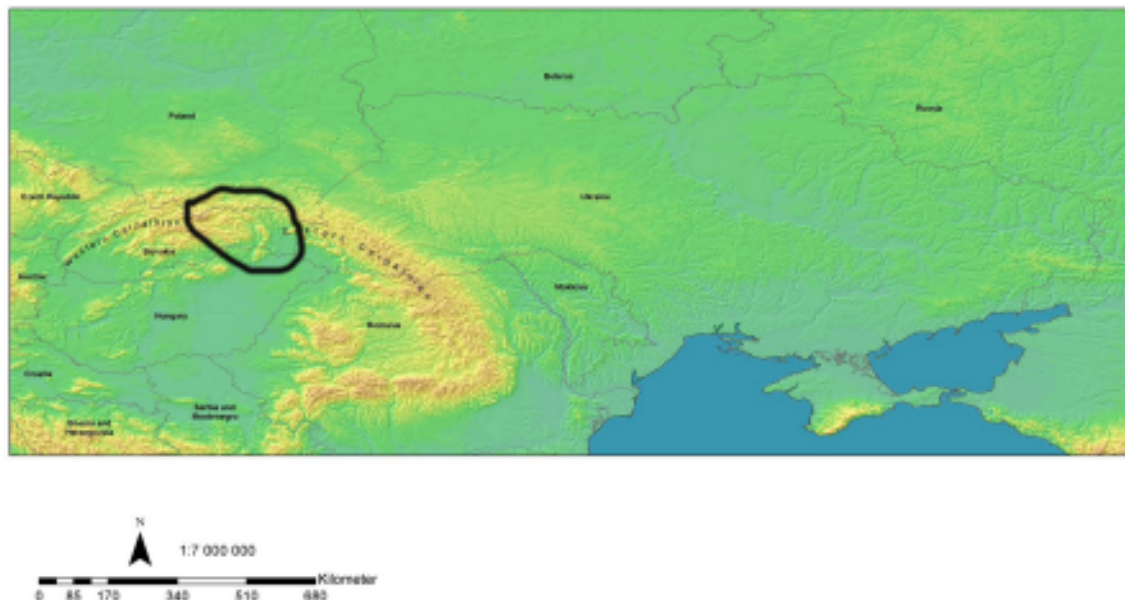 Belarus
Russia
Poland
Czech Republic
Ukraine
Western Carpathians
Eastern Carpathians
Slovakia
Moldova
Hungary
Romania
Croatia
Serbia and
Montenegro
Bosnia and
Herzegovina
N
1:7 000 000
Kilometer
0 85 170 340 510 680